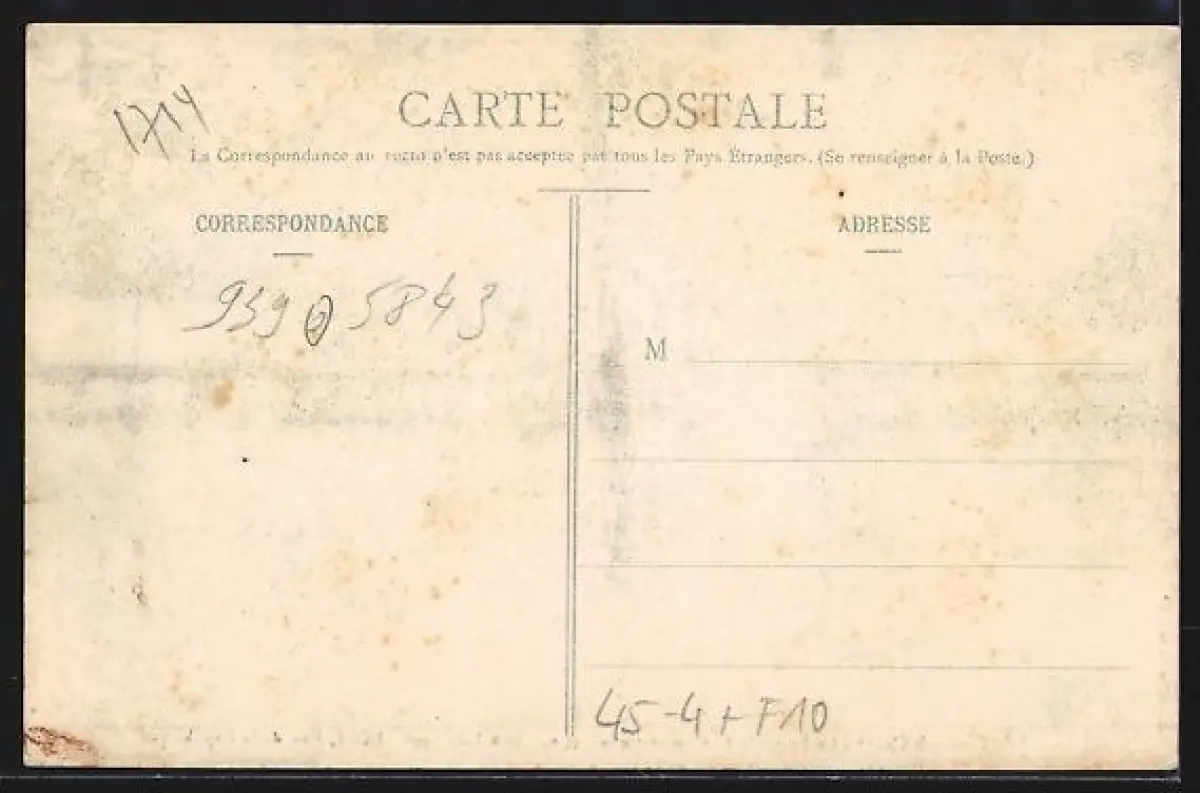 CARTE POSTALE
1714
La Correspondance au recto n'est pas acceptée par tous les Pays Étrangers. (Se renseigner à la Poste.)
CORRESPONDANCE
ADRESSE
939 5843
M
45-4+F10